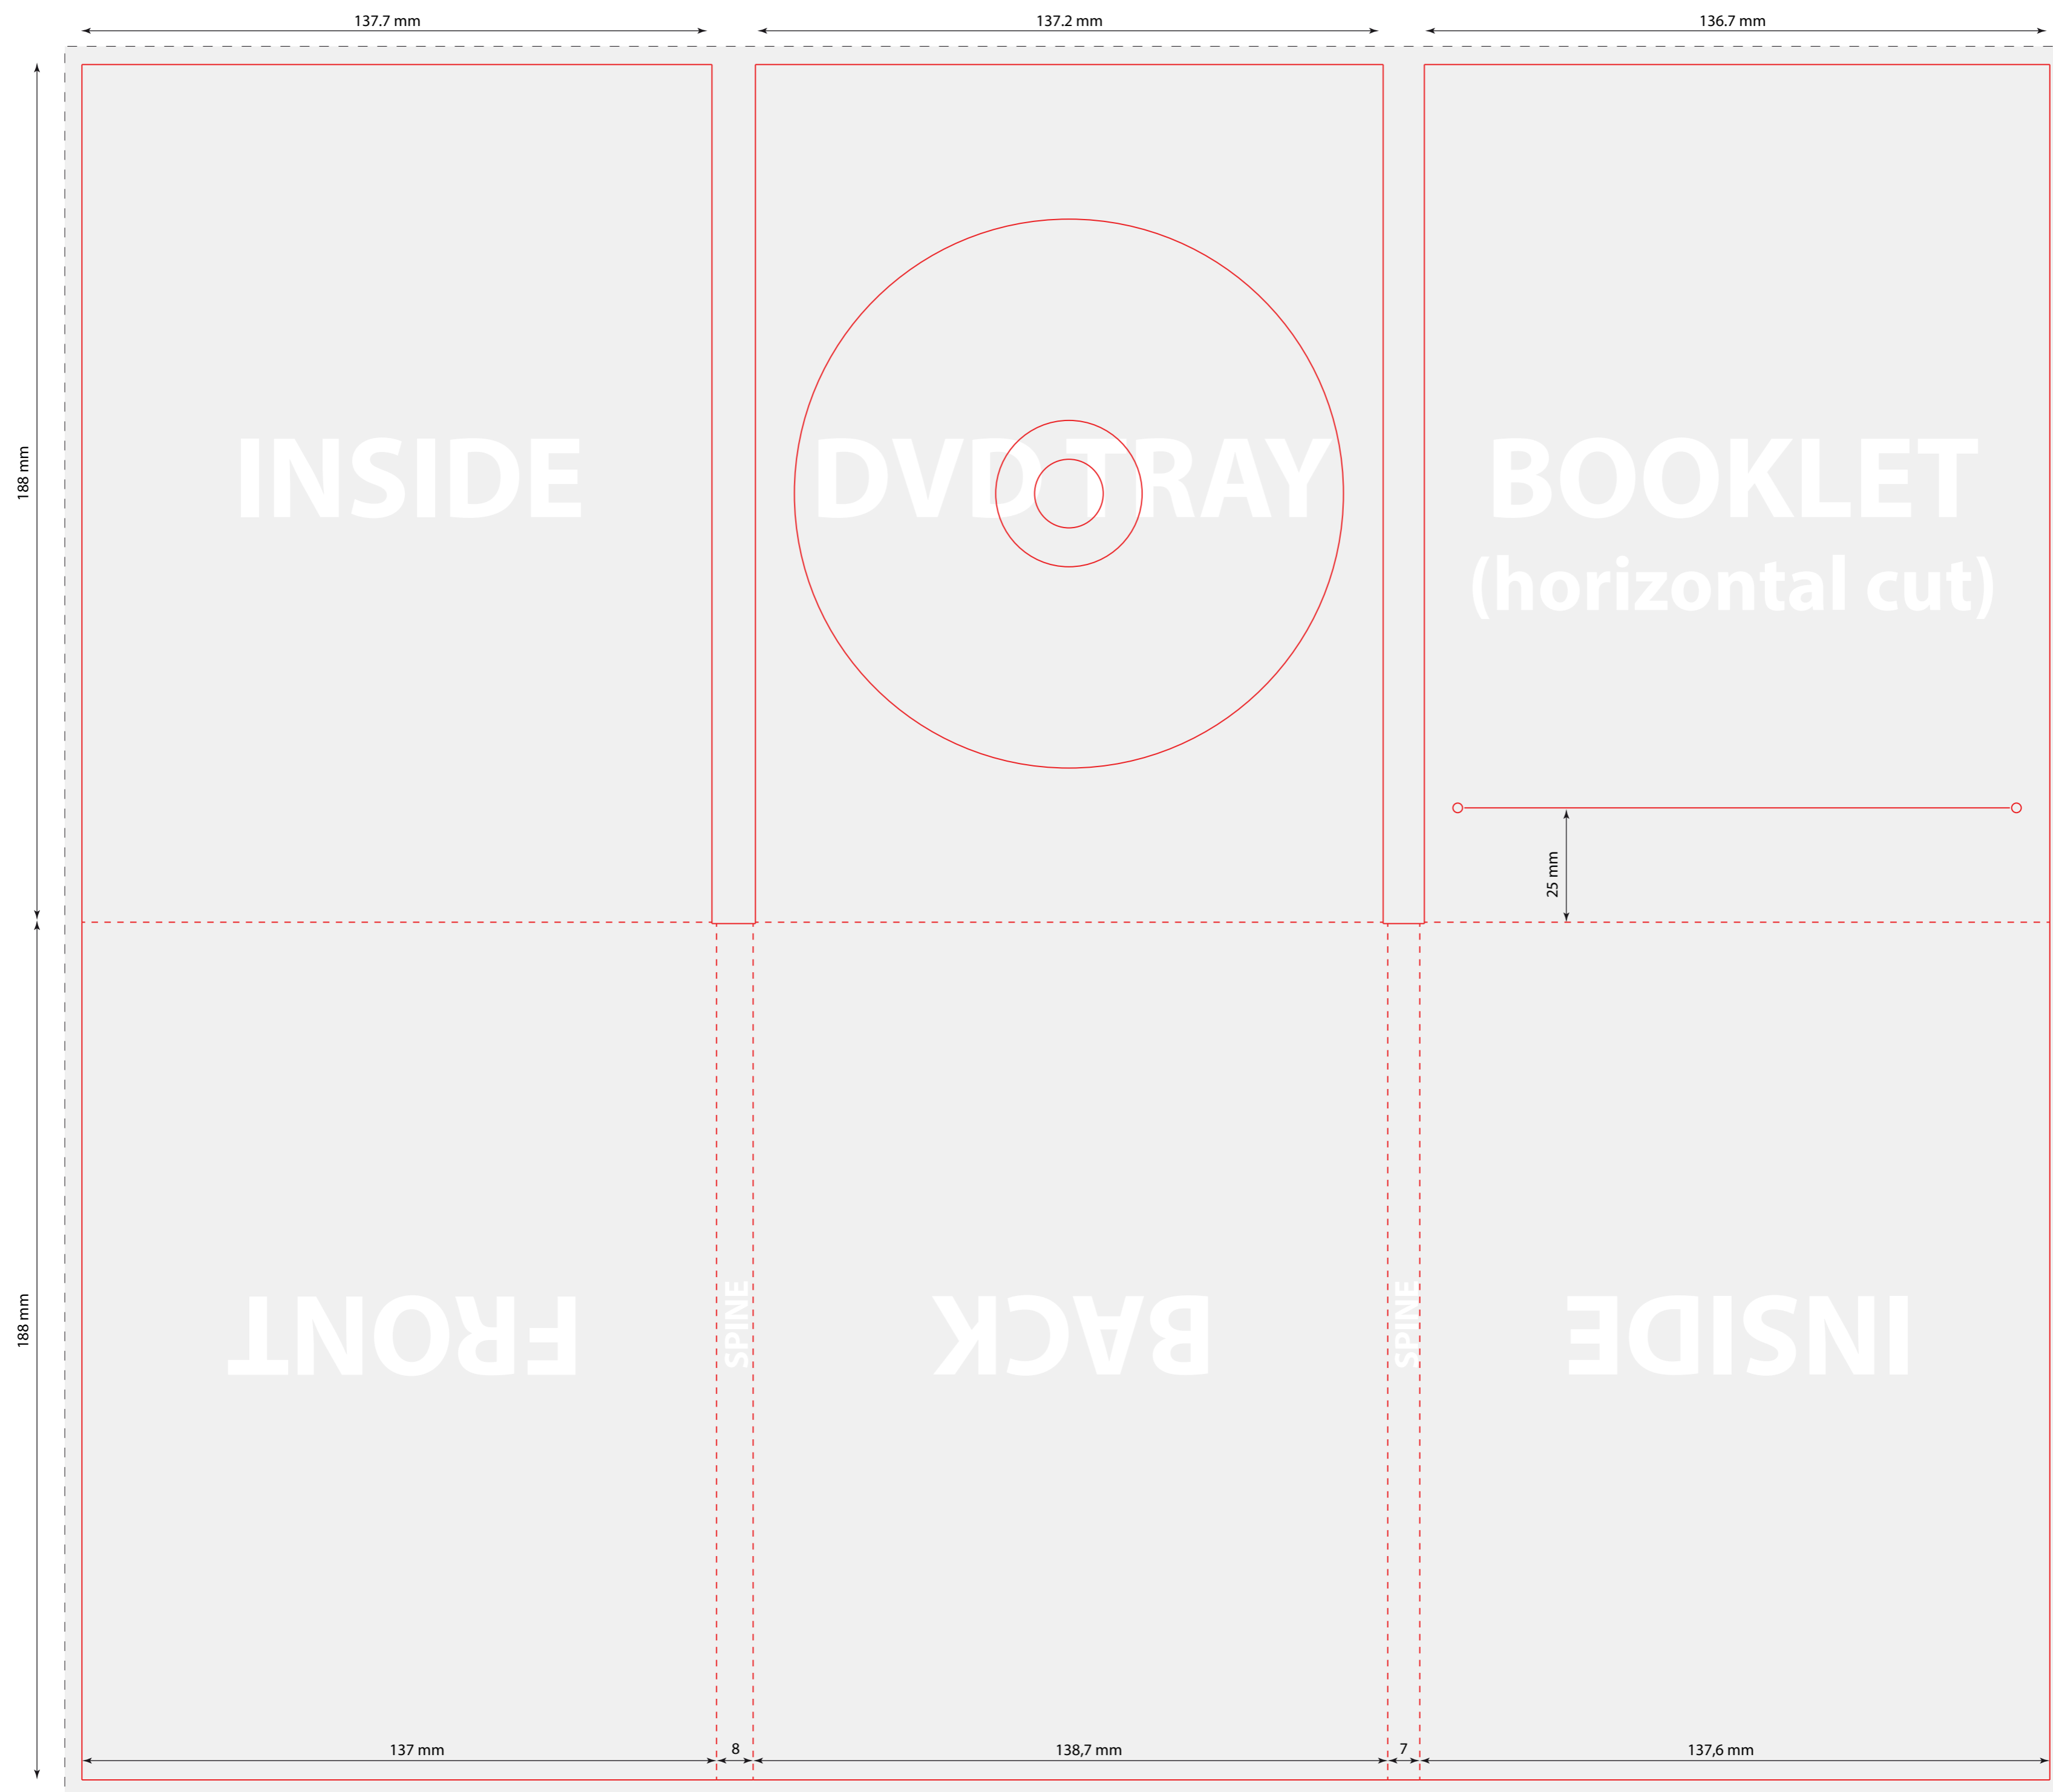 137.7 mm
137.2 mm
136.7 mm
188 mm
INSIDE
DVD TRAY
BOOKLET
(horizontal cut)
25 mm
188 mm
FRONT
SPINE
BACK
SPINE
INSIDE
137 mm
8
138,7 mm
7
137,6 mm